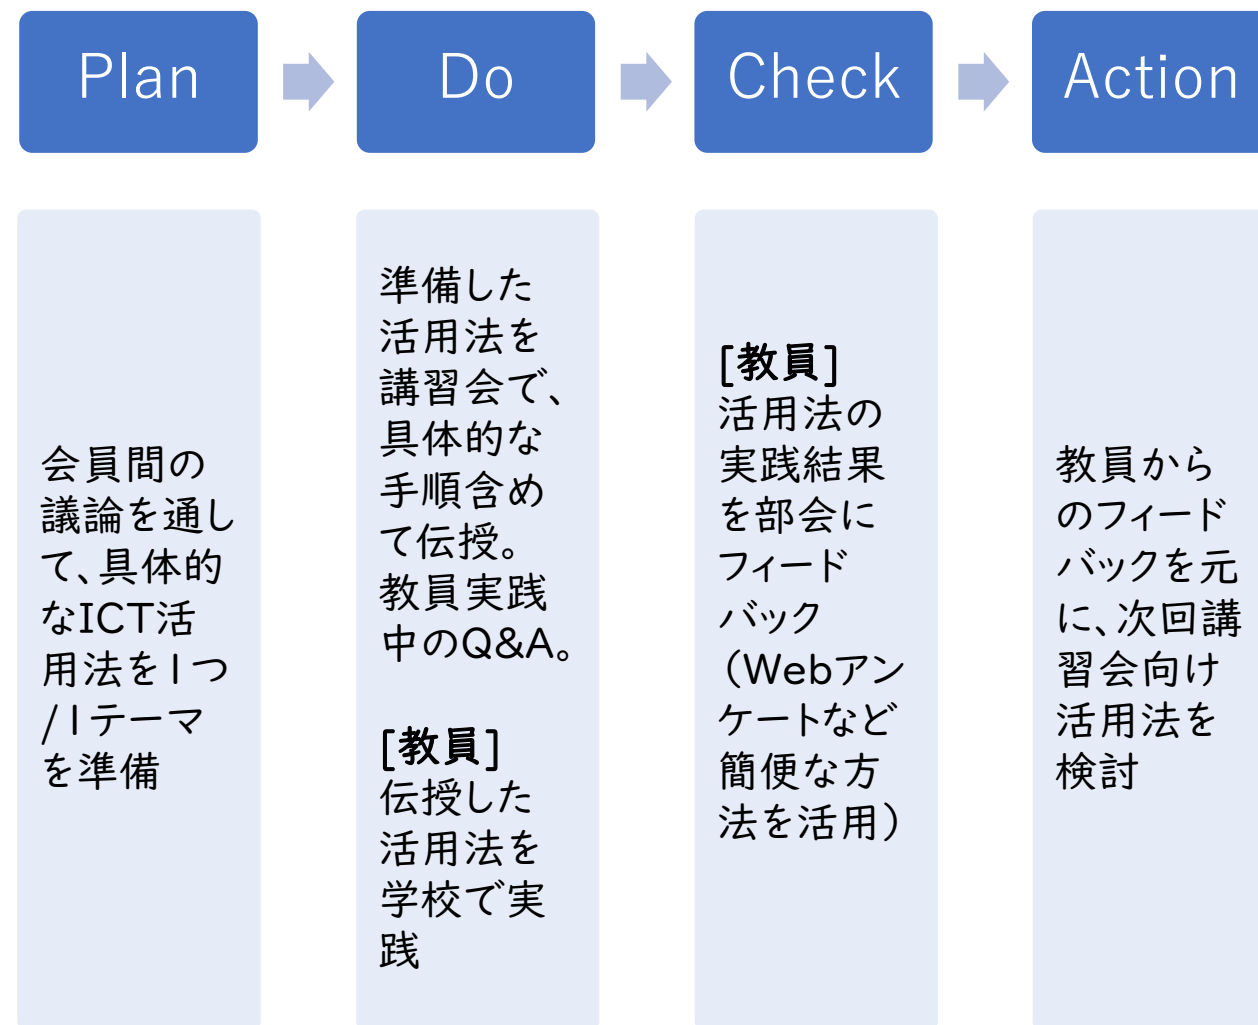 Plan
Do
Check
Action
会員間の
議論を通し
て、具体的
なICT活
用法を1つ
/1テーマ
を準備
準備した
活用法を
講習会で、
具体的な
手順含め
て伝授。
教員実践
中のQ&A。
[教員]
伝授した
活用法を
学校で実
践
[教員]
活用法の
実践結果
を部会に
フィード
バック
（Webアン
ケートなど
簡便な方
法を活用）
教員から
のフィード
バックを元
に、次回講
習会向け
活用法を
検討